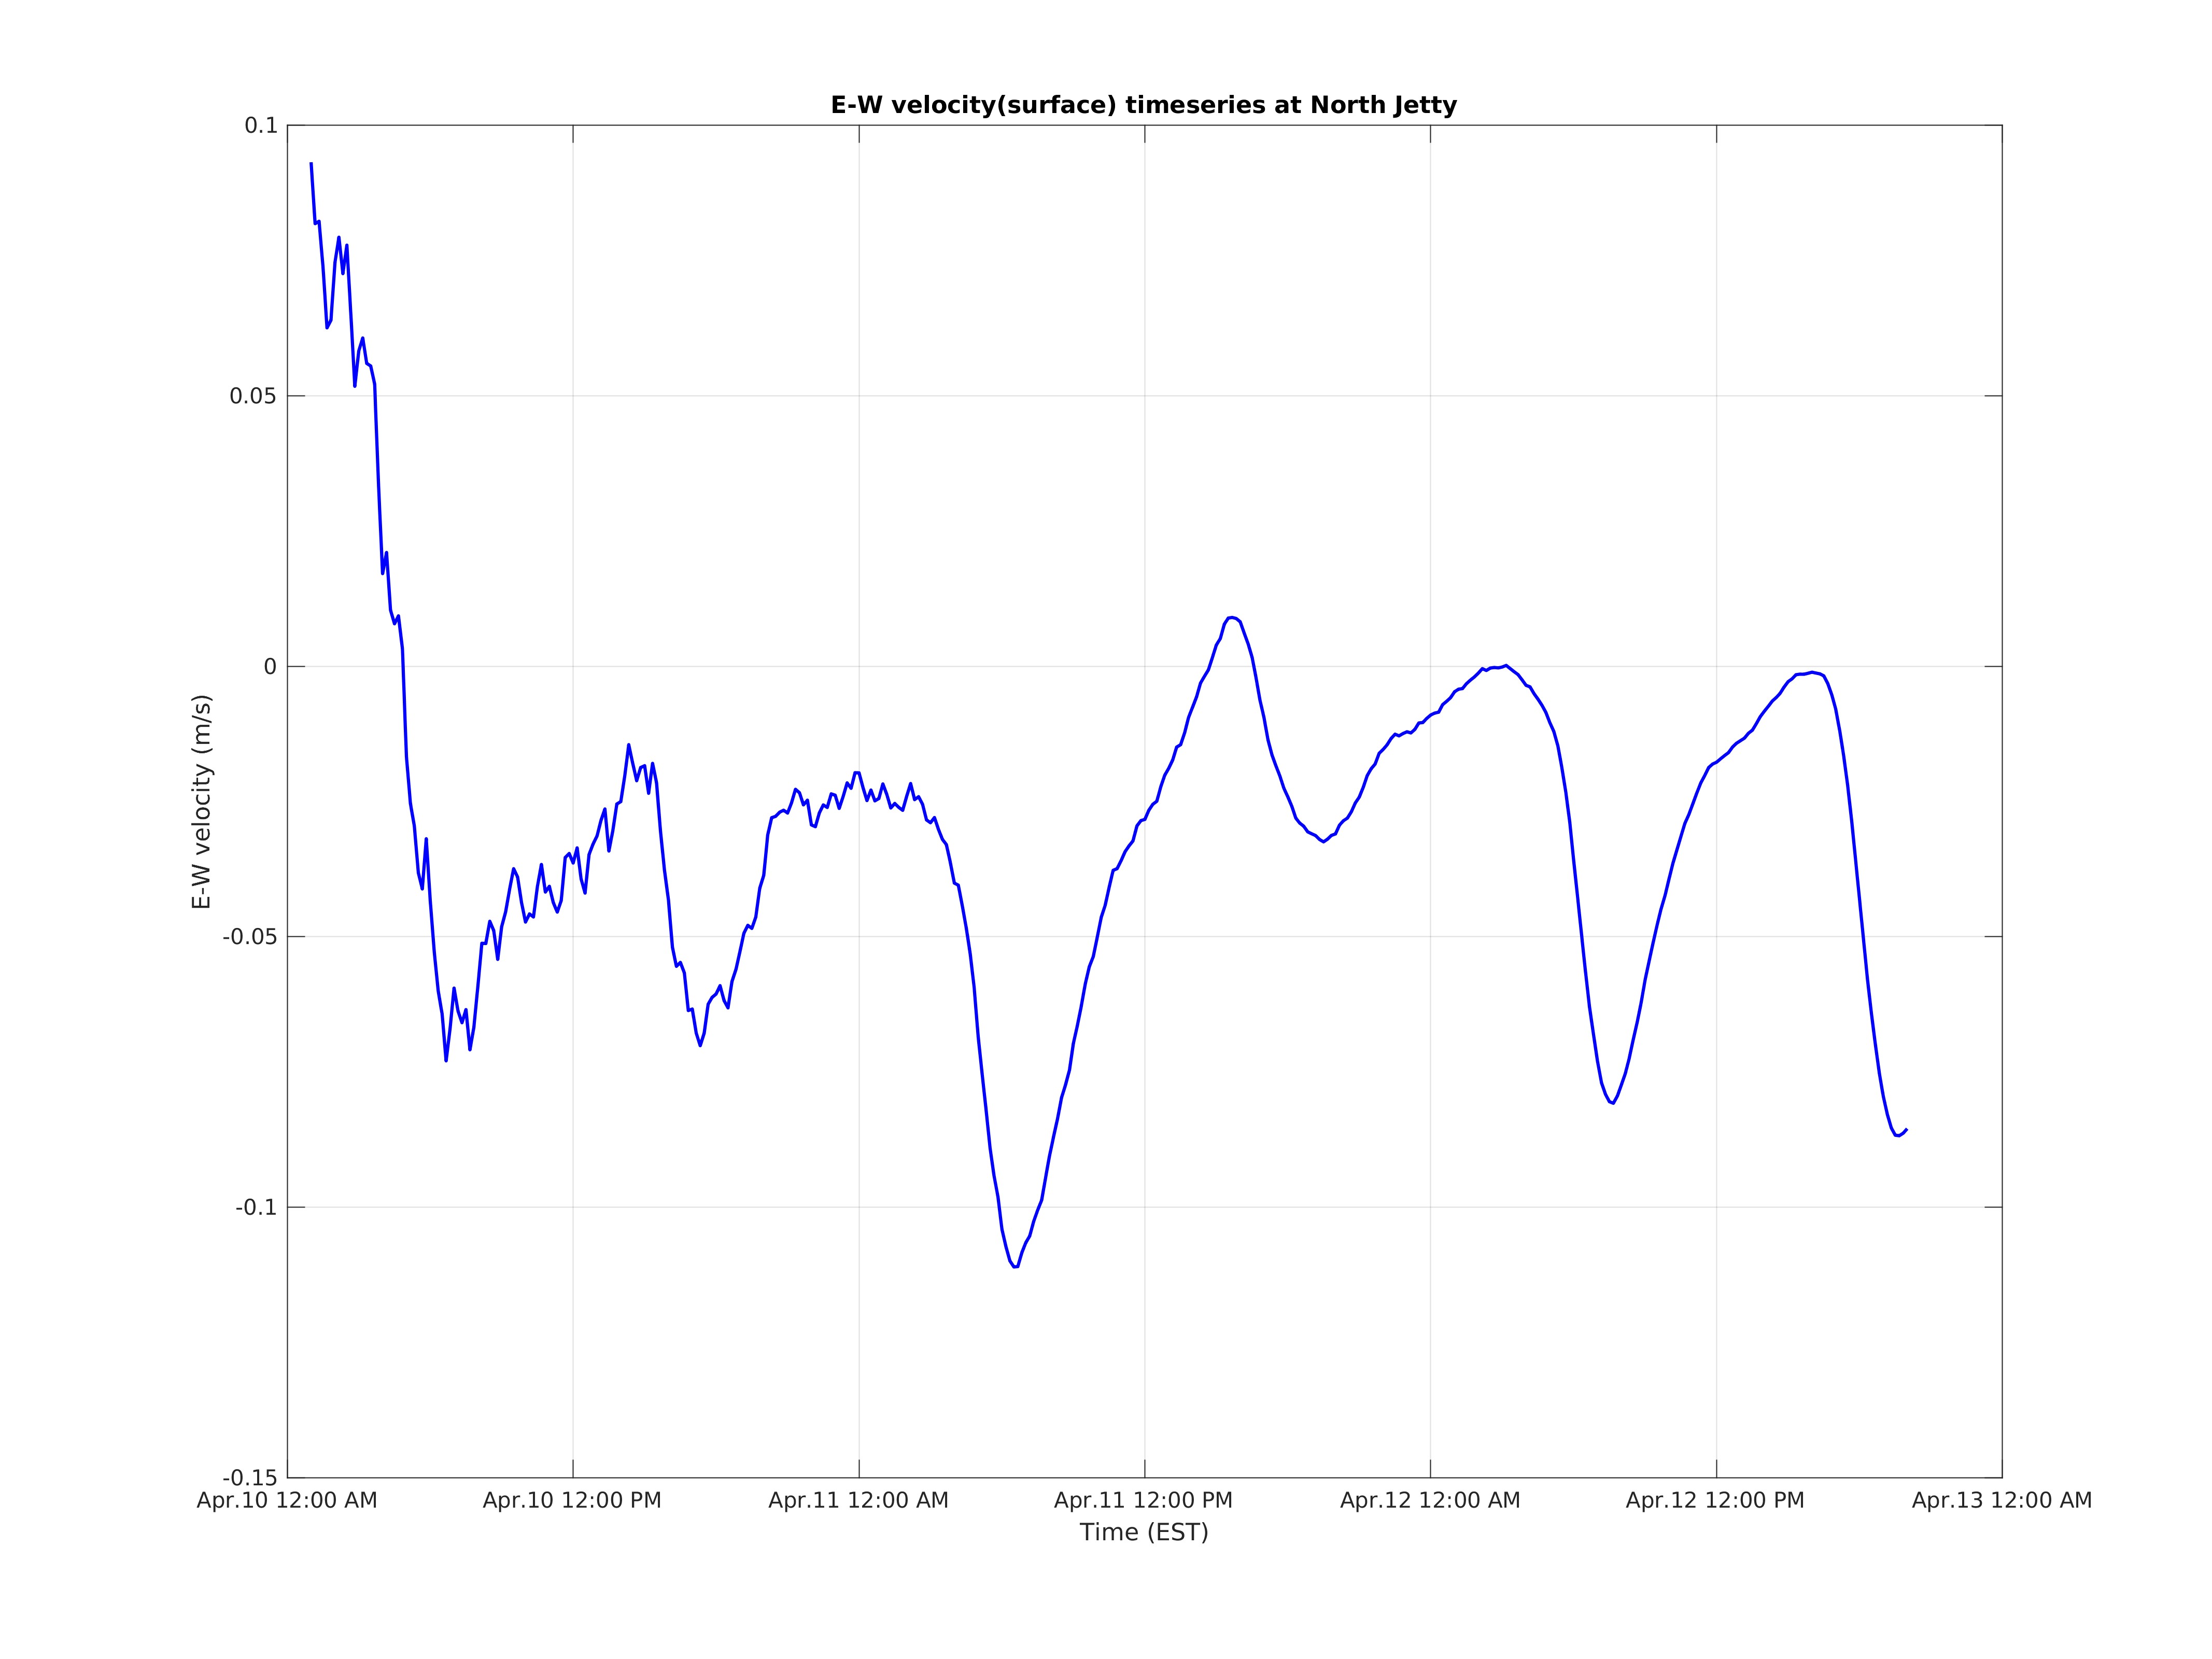 E-W velocity(surface) timeseries at North Jetty
0.1
0.05
0
-0.05
-0.1
-0.15
E-W velocity (m/s)
Apr.10 12:00 AM
Apr.10 12:00 PM
Apr.11 12:00 AM
Apr.11 12:00 PM
Apr.12 12:00 AM
Apr.12 12:00 PM
Apr.13 12:00 AM
Time (EST)